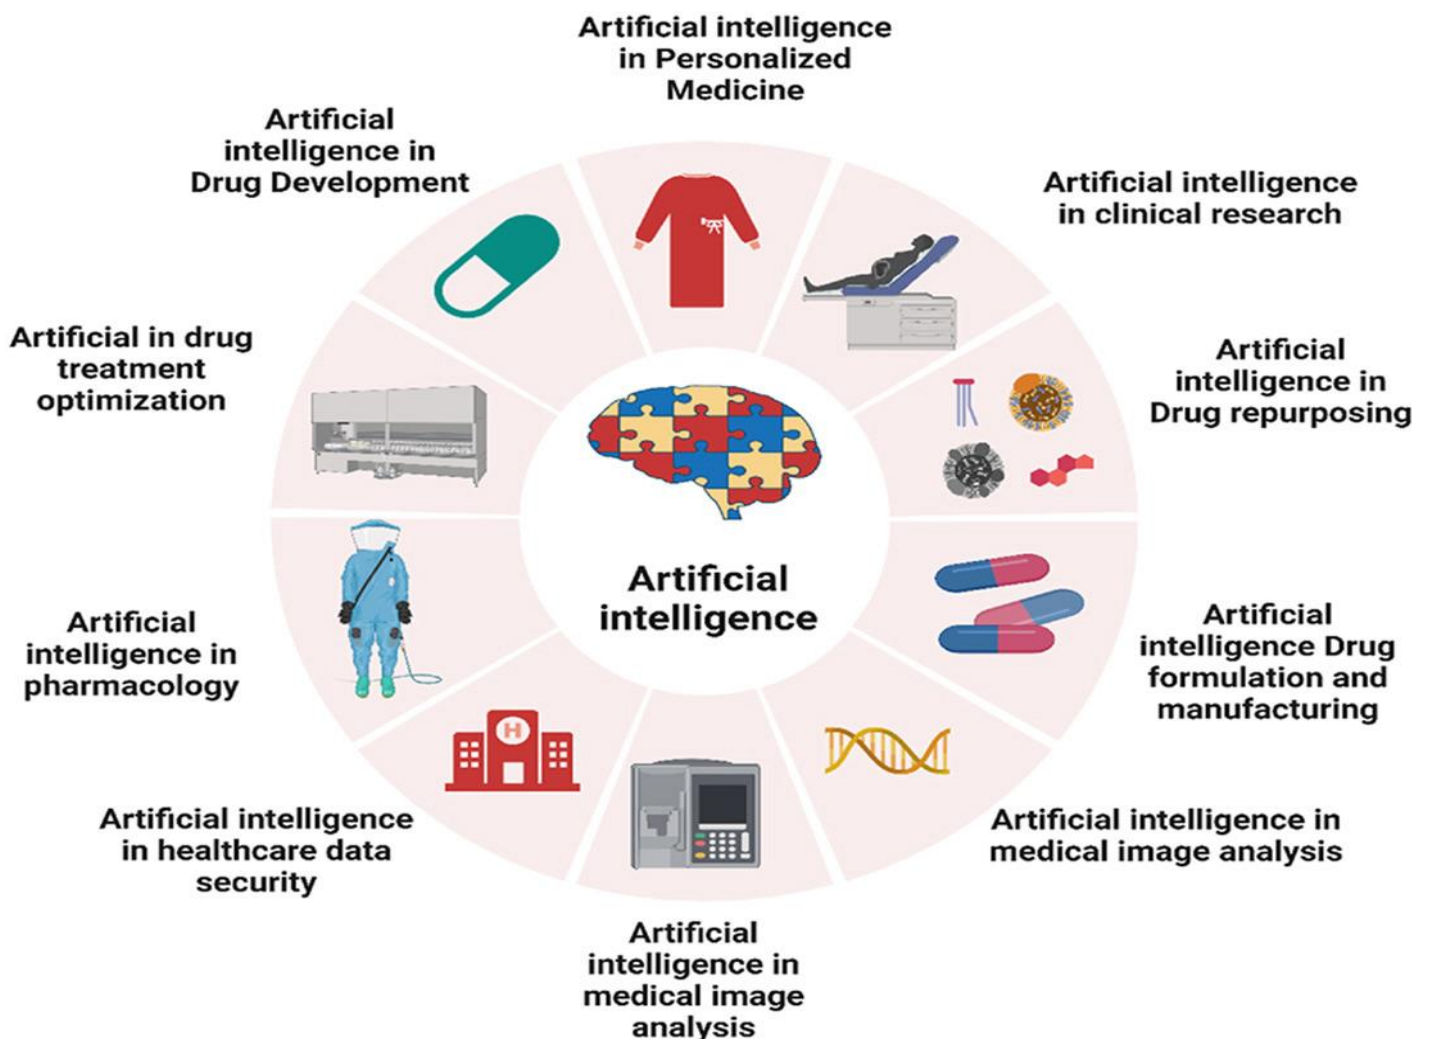 Artificial intelligence
in Personalized
Medicine
Artificial
intelligence in
Drug Development
Artificial intelligence
in clinical research
Artificial in drug
treatment
optimization
Artificial
intelligence in
Drug repurposing
Artificial
intelligence
Artificial
intelligence in
pharmacology
Artificial
intelligence Drug
formulation and
manufacturing
H
Artificial intelligence
in healthcare data
security
Artificial intelligence in
medical image analysis
Artificial
intelligence in
medical image
analysis